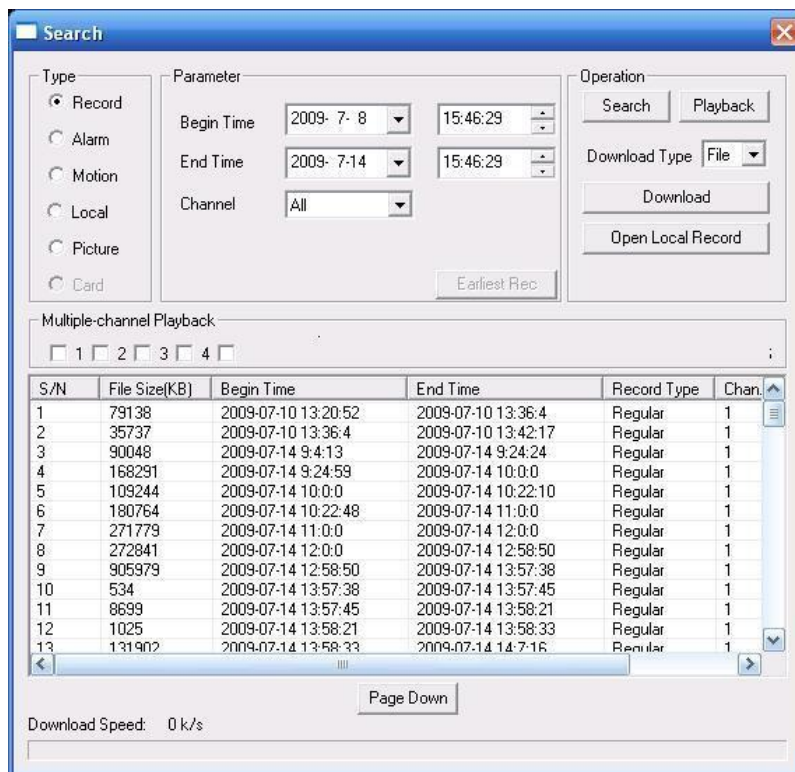 Search
Type
Record
Alarm
Motion
Local
Picture
Card
Parameter
Begin Time 2009- 7- 8 15:46:29
End Time 2009- 7-14 15:46:29
Channel All
Earliest Rec
Operation
Search Playback
Download Type File
Download
Open Local Record
Multiple-channel Playback
1 2 3 4
S/N File Size(KB) Begin Time End Time Record Type Chan.
1 79138 2009-07-10 13:20:52 2009-07-10 13:36:4 Regular 1
2 35737 2009-07-10 13:36:4 2009-07-10 13:42:17 Regular 1
3 90048 2009-07-14 9:4:13 2009-07-14 9:24:24 Regular 1
4 168291 2009-07-14 9:24:59 2009-07-14 10:0:0 Regular 1
5 109244 2009-07-14 10:0:0 2009-07-14 10:22:10 Regular 1
6 180764 2009-07-14 10:22:48 2009-07-14 11:0:0 Regular 1
7 271779 2009-07-14 11:0:0 2009-07-14 12:0:0 Regular 1
8 272841 2009-07-14 12:0:0 2009-07-14 12:58:50 Regular 1
9 905979 2009-07-14 12:58:50 2009-07-14 13:57:38 Regular 1
10 534 2009-07-14 13:57:38 2009-07-14 13:57:45 Regular 1
11 8699 2009-07-14 13:57:45 2009-07-14 13:58:21 Regular 1
12 1025 2009-07-14 13:58:21 2009-07-14 13:58:33 Regular 1
13 131902 2009-07-14 13:58:33 2009-07-14 14:7:16 Regular 1
Page Down
Download Speed: 0 k/s